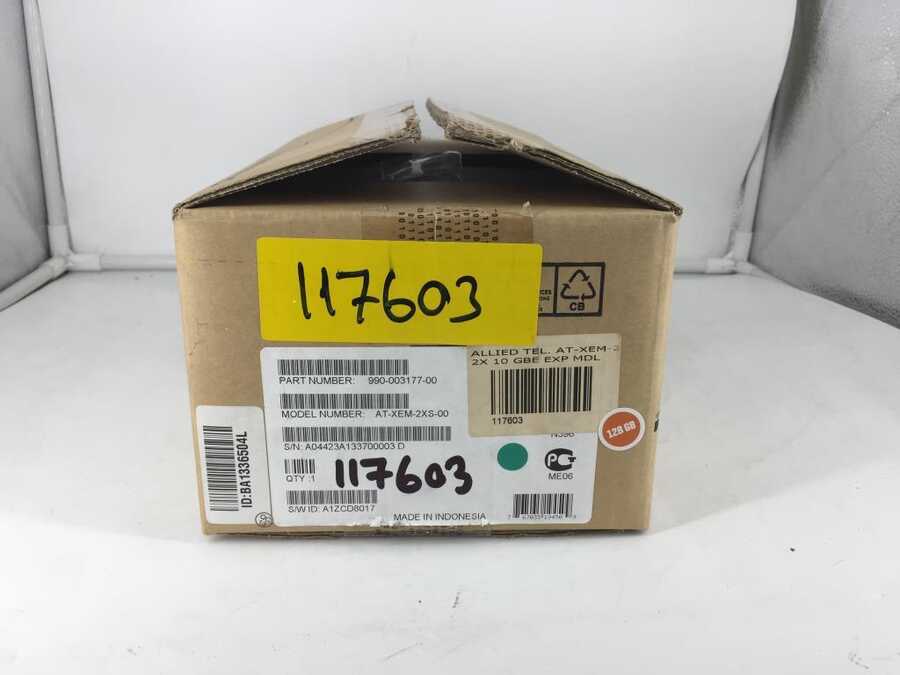 117603
CB
ALLIED TEL. AT-XEM-2
2X 10 GBE EXP MDL
117603
PART NUMBER: 990-003177-00
MODEL NUMBER: AT-XEM-2XS-00
S/N: A04423A133700003 D
N596
128 GB
ID:BA1336504L
QTY :1
117603
ME06
S/W ID: A1ZCD8017
MADE IN INDONESIA